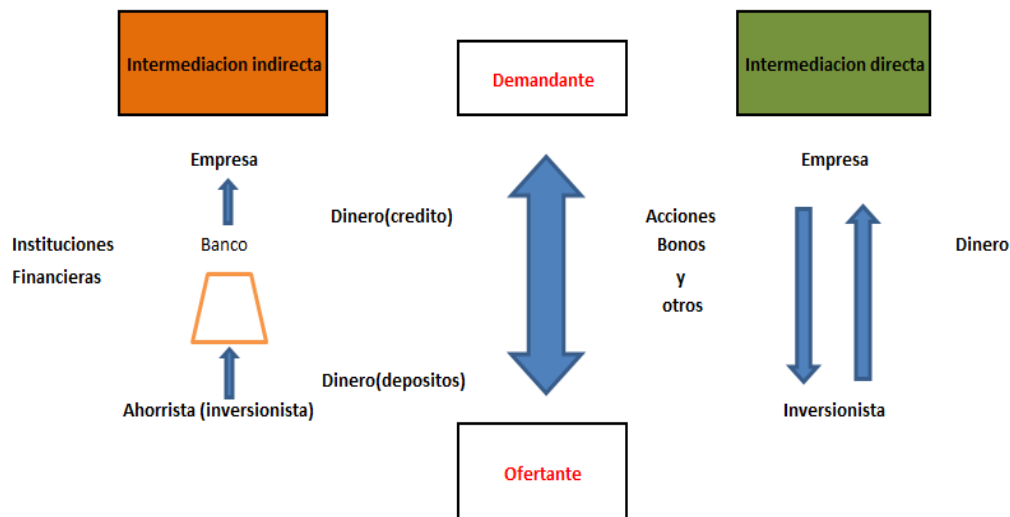 Intermediacion indirecta
Demandante
Intermediacion directa
Empresa
Empresa
Dinero(credito)
Acciones
Bonos
y
otros
Instituciones
Financieras
Banco
Dinero
Dinero(depositos)
Ahorrista (inversionista)
Inversionista
Ofertante